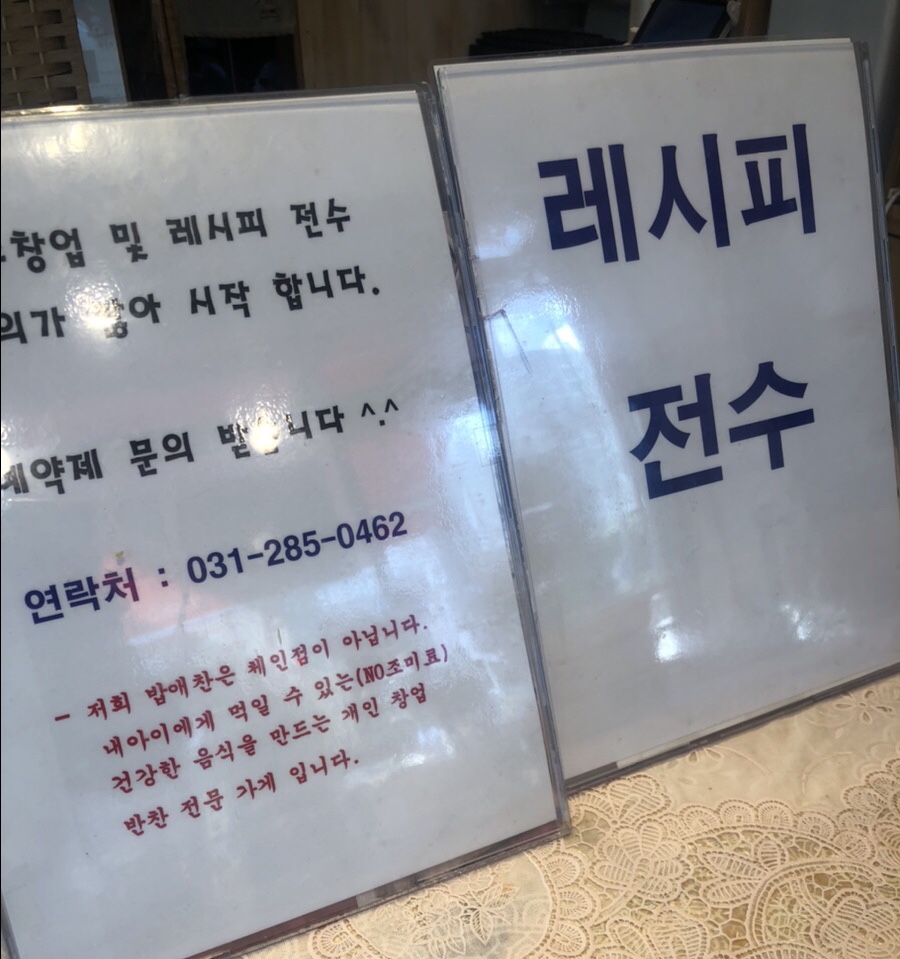 창업 및 레시피 전수
의가 많아 시작 합니다.
예약제 문의 받습니다 ^.^
연락처 : 031-285-0462
- 저희 밥애찬은 체인점이 아닙니다.
내아이에게 먹일 수 있는(NO조미료)
건강한 음식을 만드는 개인 창업
반찬 전문 가게 입니다.
레시피
전수